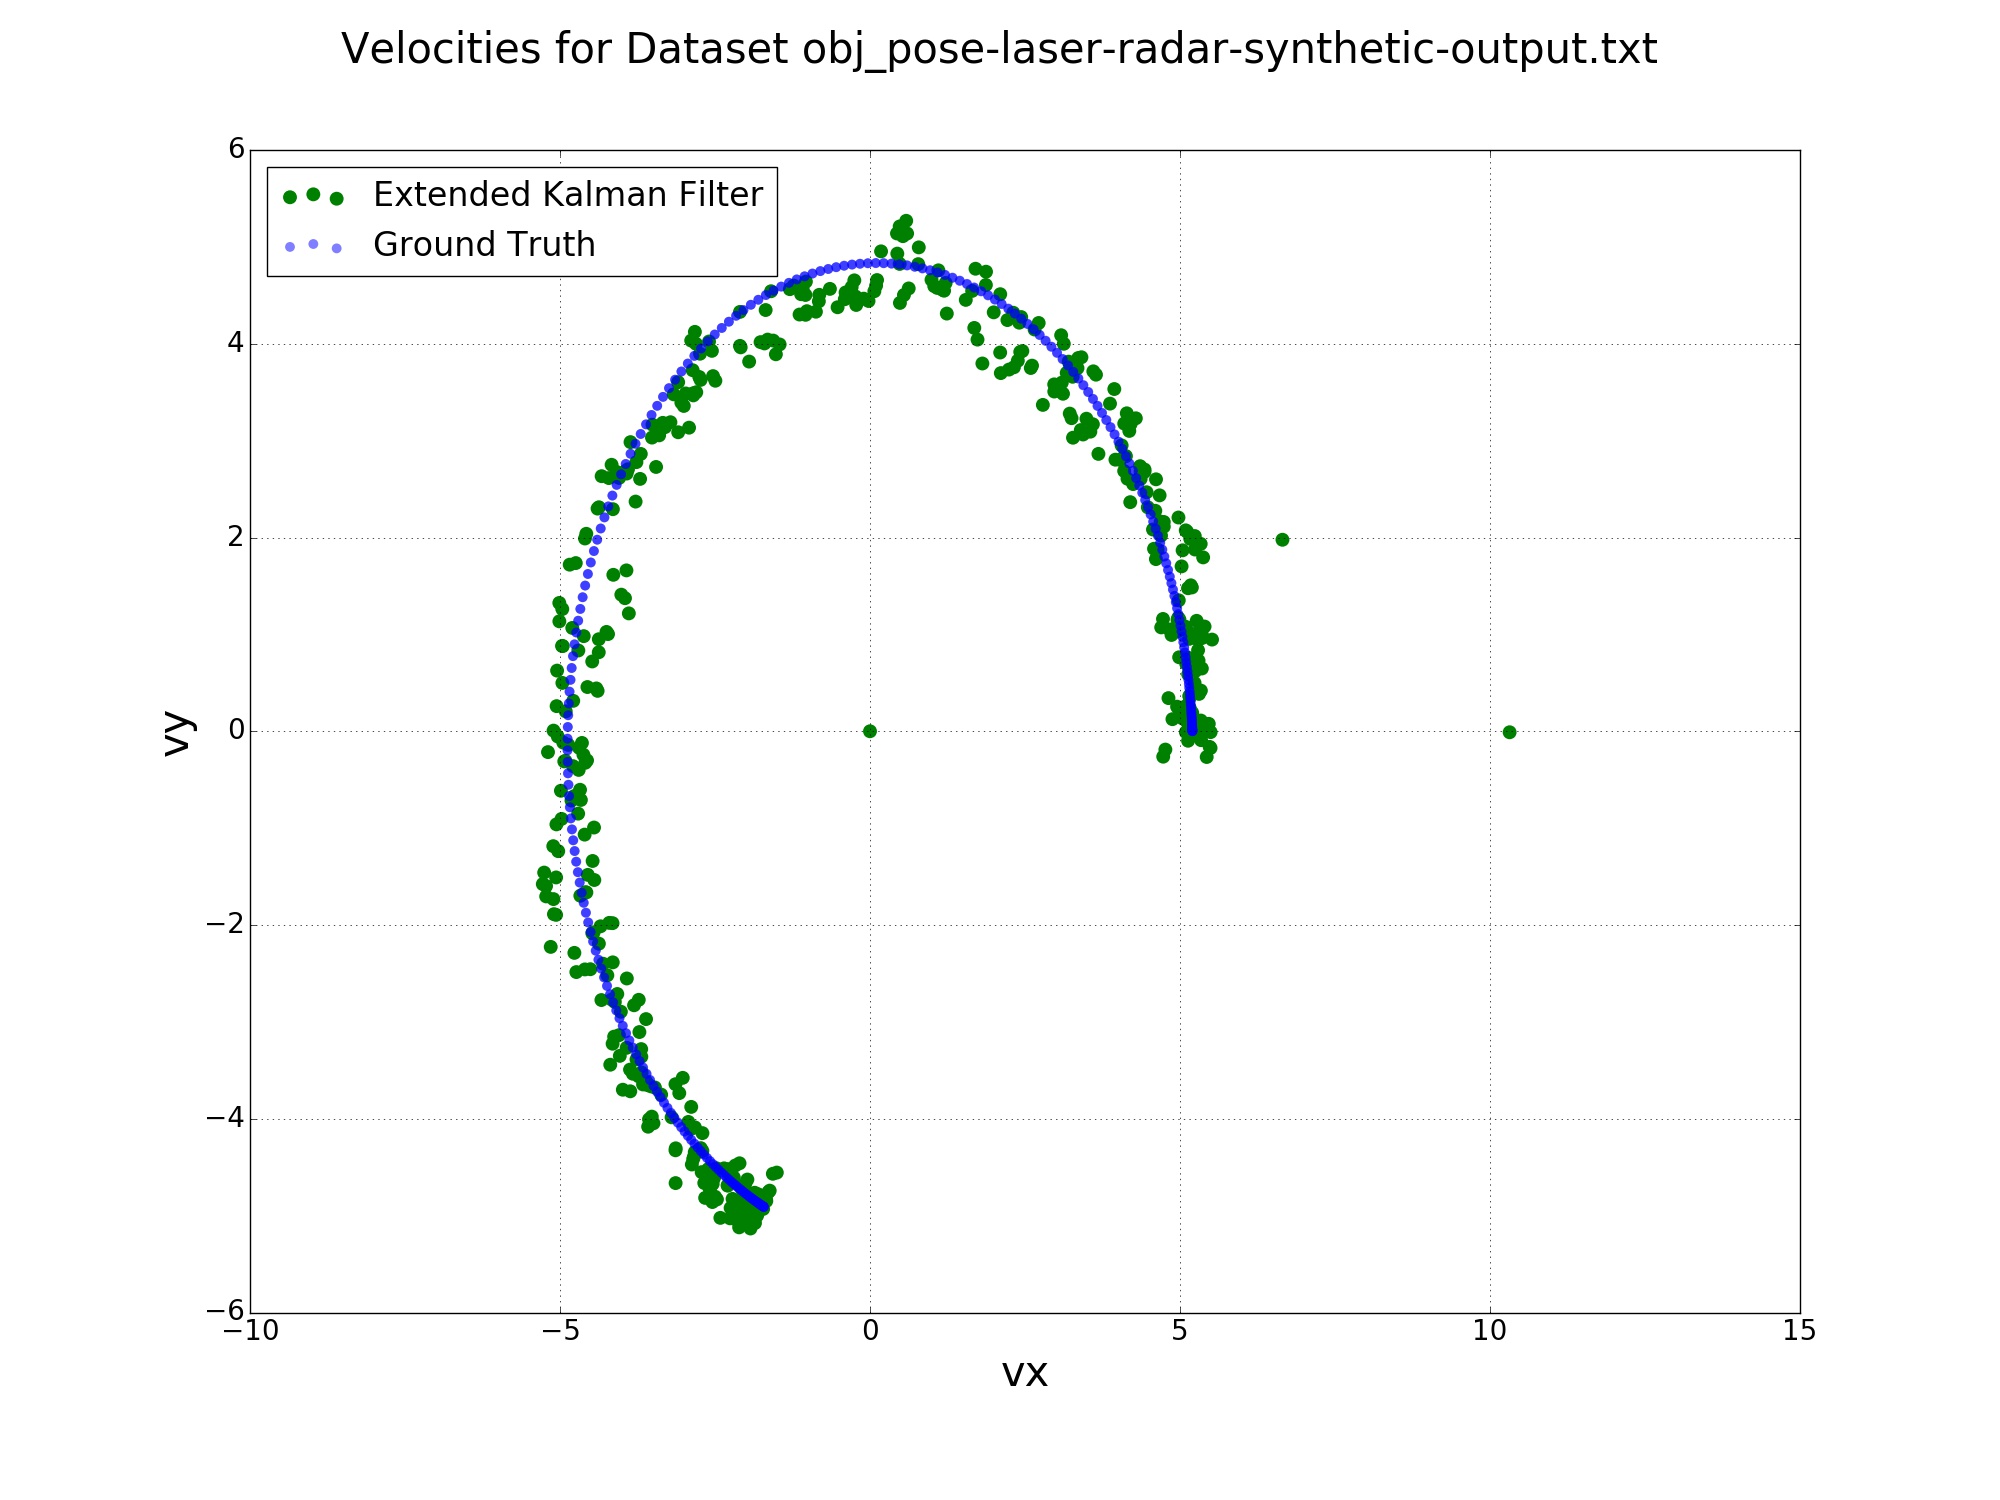 Velocities for Dataset obj_pose-laser-radar-synthetic-output.txt
Extended Kalman Filter
Ground Truth
6
4
2
0
−2
−4
−6
vy
−10
−5
0
5
10
15
vx